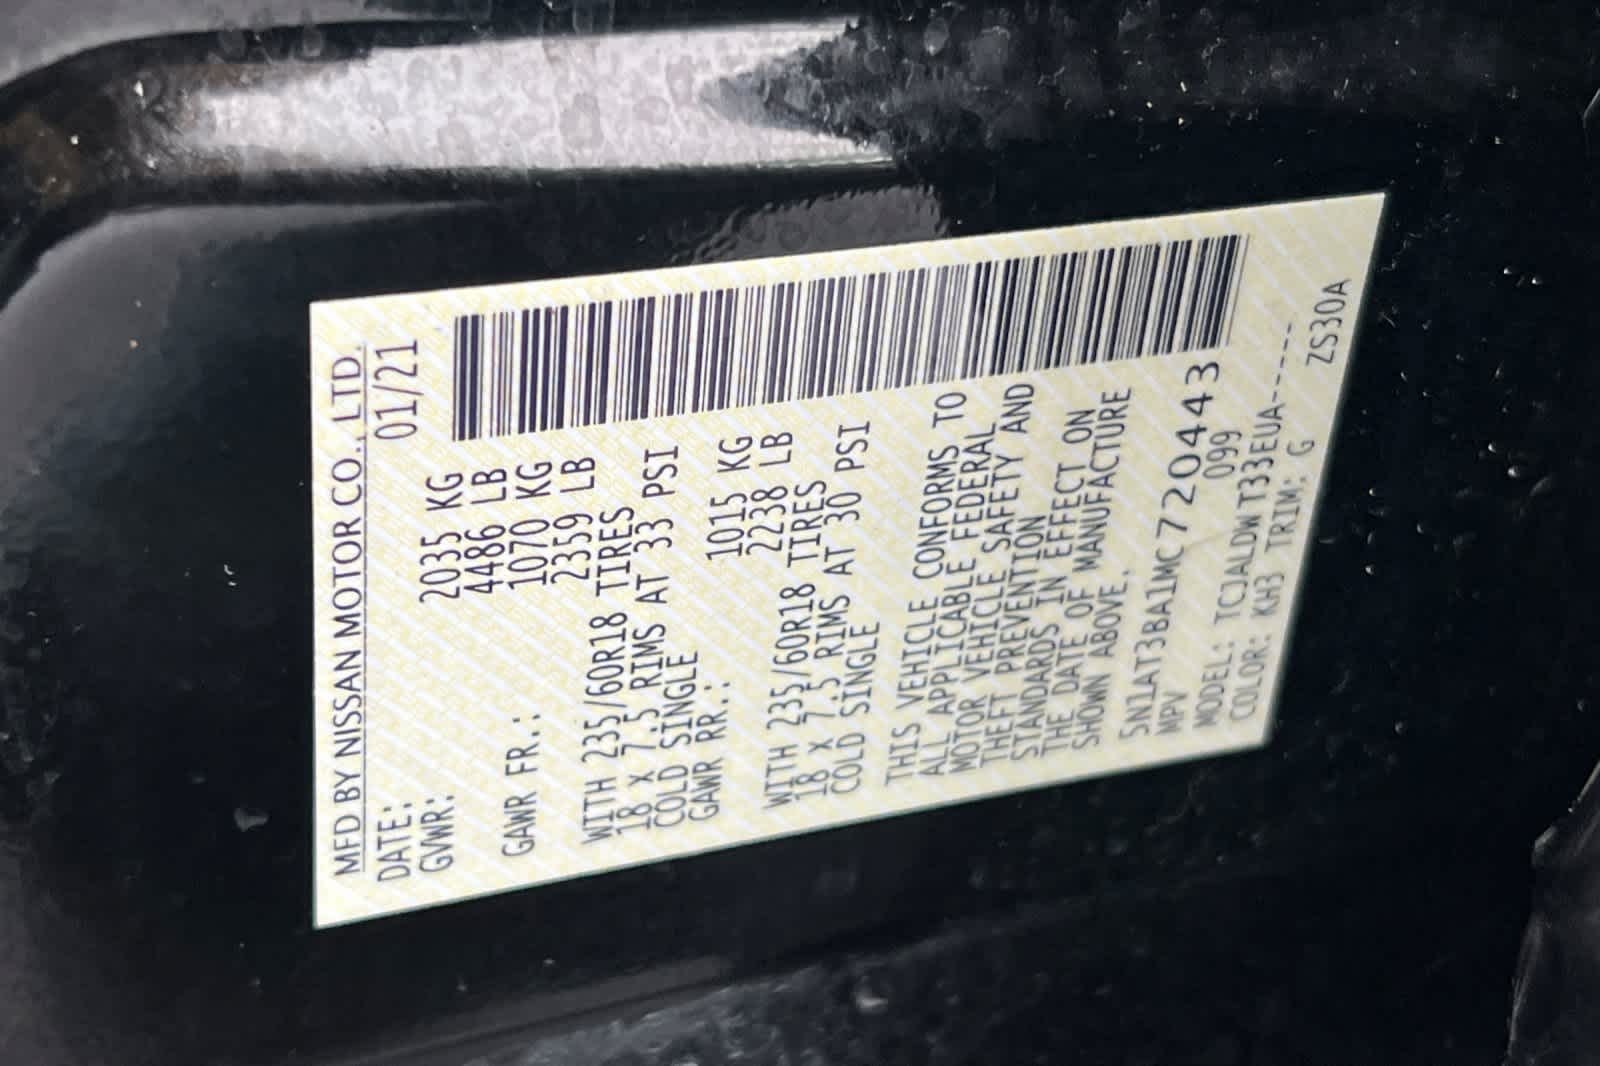 MFD BY NISSAN MOTOR CO., LTD.
DATE: 01/21
GVWR: 2035 KG
4486 LB
GAWR FR.: 1070 KG
2359 LB
WITH 235/60R18 TIRES
18 x 7.5 RIMS AT 33 PSI
COLD SINGLE
GAWR RR.: 1015 KG
2238 LB
WITH 235/60R18 TIRES
18 x 7.5 RIMS AT 30 PSI
COLD SINGLE
THIS VEHICLE CONFORMS TO
ALL APPLICABLE FEDERAL
MOTOR VEHICLE SAFETY AND
THEFT PREVENTION
STANDARDS IN EFFECT ON
THE DATE OF MANUFACTURE
SHOWN ABOVE.
5N1AT3BA1MC720443
MPV 099
MODEL: TCJALDWT33EUA-----
COLOR: KH3 TRIM; G
ZS30A